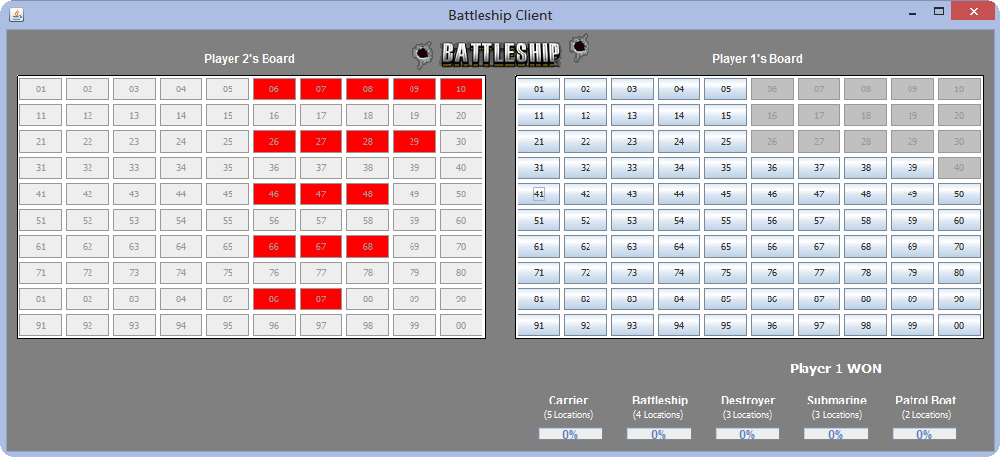 Battleship Client
BATTLESHIP
Player 2's Board
Player 1's Board
01 02 03 04 05 06 07 08 09 10
11 12 13 14 15 16 17 18 19 20
21 22 23 24 25 26 27 28 29 30
31 32 33 34 35 36 37 38 39 40
41 42 43 44 45 46 47 48 49 50
51 52 53 54 55 56 57 58 59 60
61 62 63 64 65 66 67 68 69 70
71 72 73 74 75 76 77 78 79 80
81 82 83 84 85 86 87 88 89 90
91 92 93 94 95 96 97 98 99 00
01 02 03 04 05 06 07 08 09 10
11 12 13 14 15 16 17 18 19 20
21 22 23 24 25 26 27 28 29 30
31 32 33 34 35 36 37 38 39 40
41 42 43 44 45 46 47 48 49 50
51 52 53 54 55 56 57 58 59 60
61 62 63 64 65 66 67 68 69 70
71 72 73 74 75 76 77 78 79 80
81 82 83 84 85 86 87 88 89 90
91 92 93 94 95 96 97 98 99 00
Player 1 WON
Carrier Battleship Destroyer Submarine Patrol Boat
(5 Locations) (4 Locations) (3 Locations) (3 Locations) (2 Locations)
0% 0% 0% 0% 0%